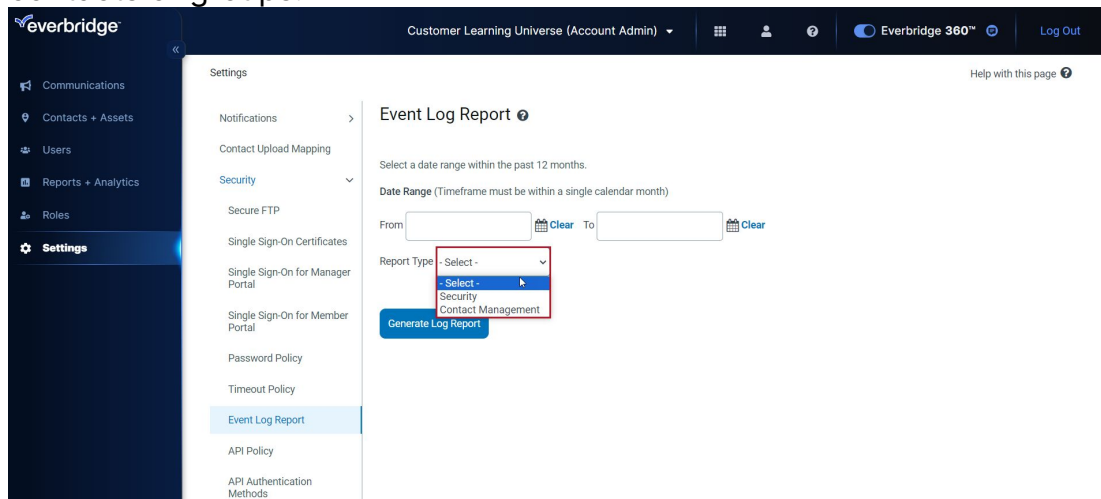 everbridge
Customer Learning Universe (Account Admin)
Everbridge 360™
Log Out
«
Communications
Contacts + Assets
Users
Reports + Analytics
Roles
Settings
Settings
Help with this page
Notifications
Contact Upload Mapping
Security
Secure FTP
Single Sign-On Certificates
Single Sign-On for Manager
Portal
Single Sign-On for Member
Portal
Password Policy
Timeout Policy
Event Log Report
API Policy
API Authentication
Methods
Event Log Report
Select a date range within the past 12 months.
Date Range (Timeframe must be within a single calendar month)
From Clear To Clear
Report Type - Select -
- Select -
Security
Contact Management
Generate Log Report